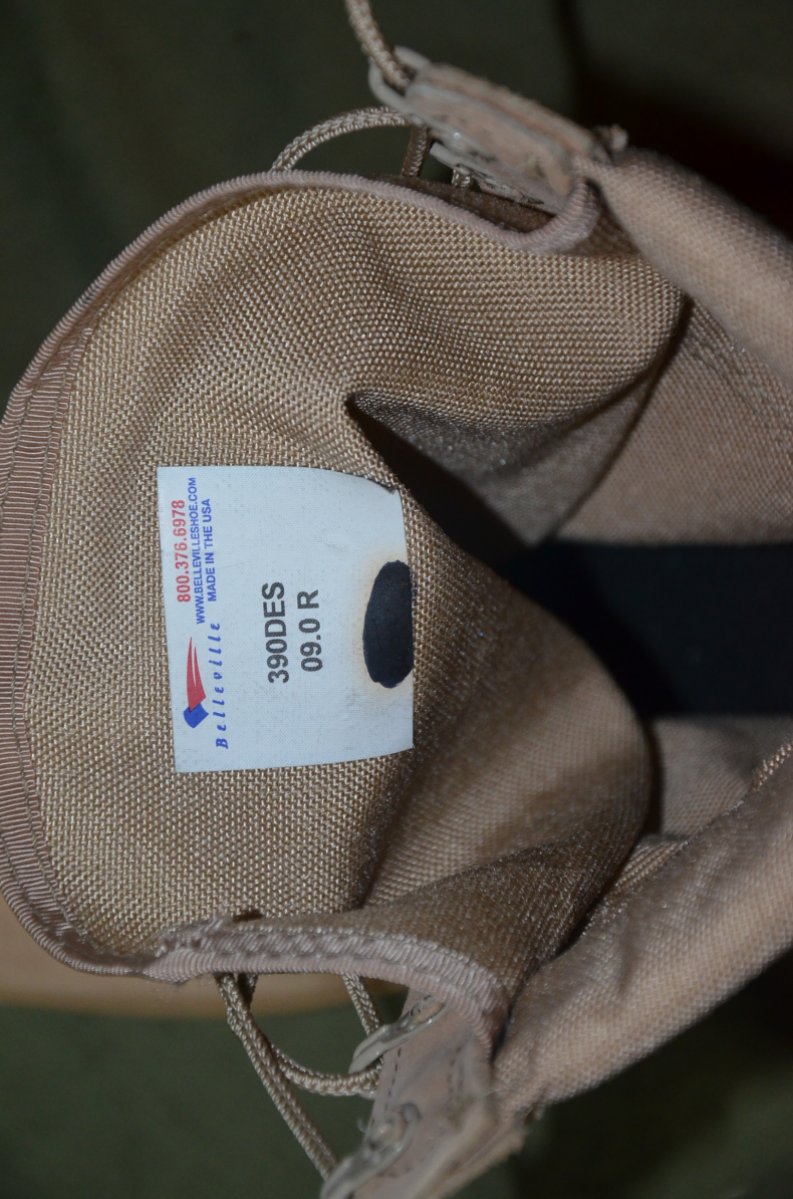 800.376.6978
WWW.BELLEVILLESHOE.COM
MADE IN THE USA
Belleville
390DES
09.0 R